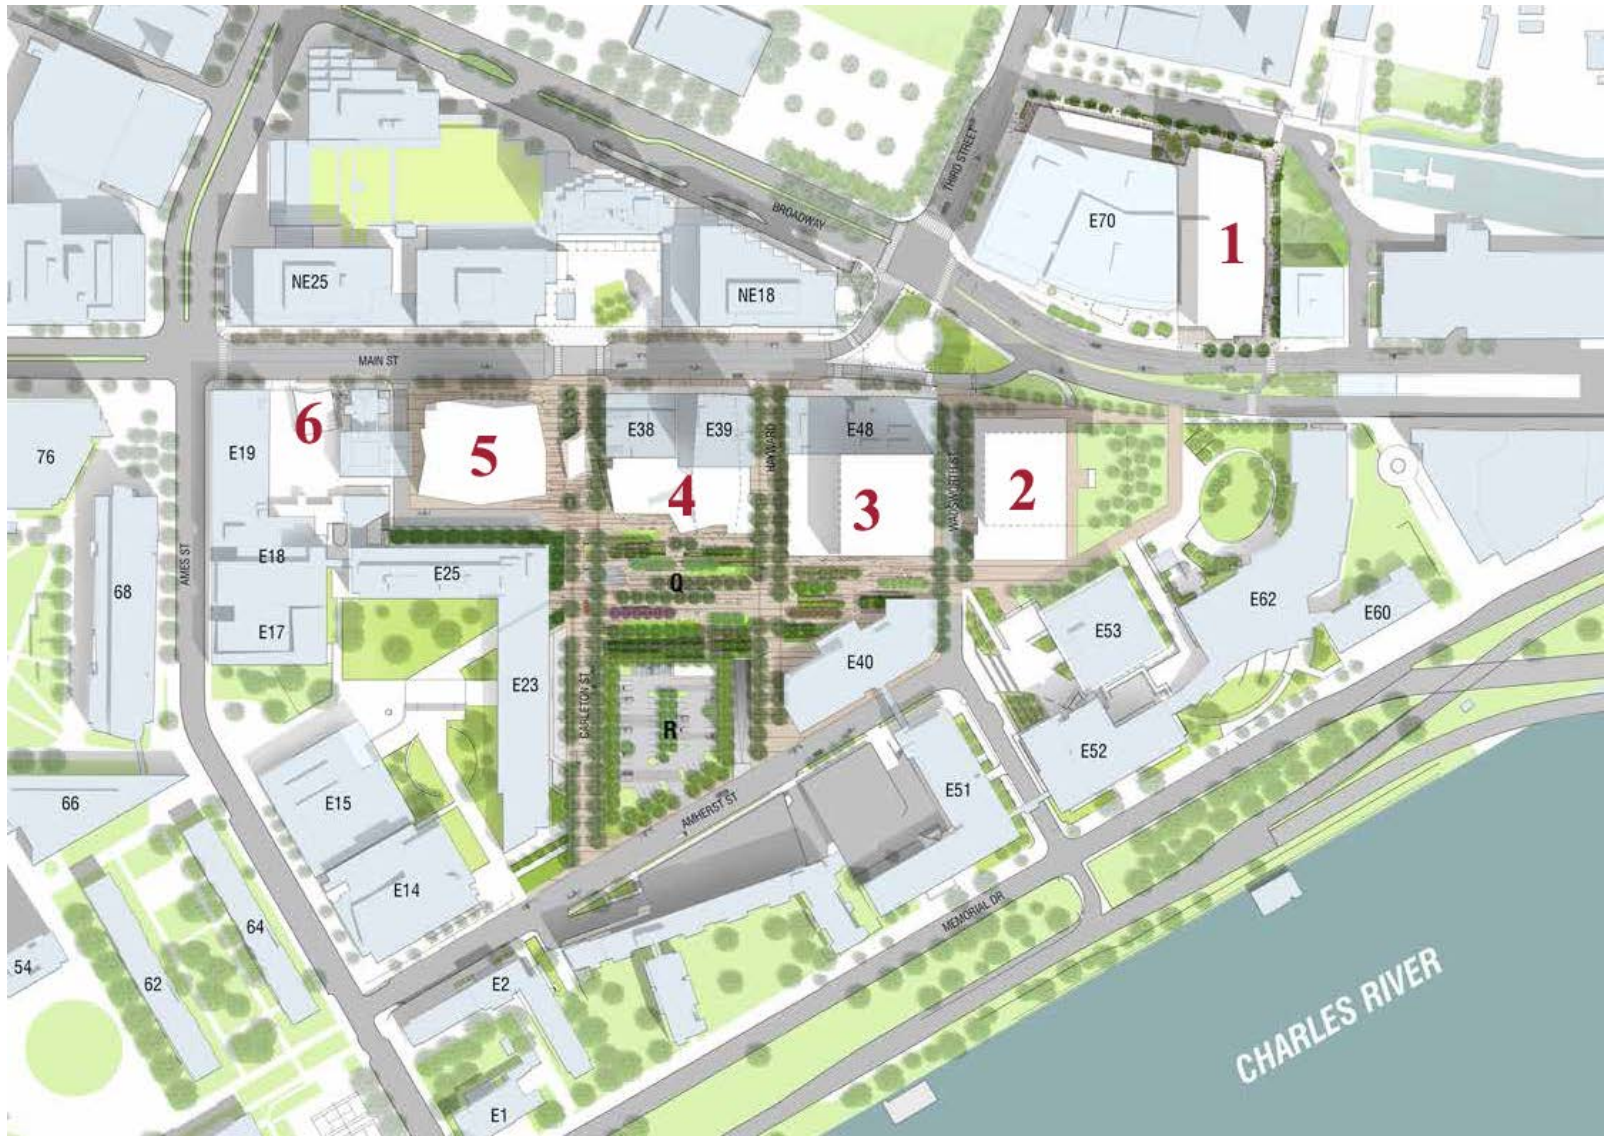 THIRD STREET
BROADWAY
E70
1
NE25
NE18
MAIN ST
6
E19
5
E38
E39
HAYWARD
E48
4
3
WADSWORTH ST
2
76
68
AMES ST
E18
E25
E17
Q
E62
E60
E53
E40
E23
CARLETON ST
R
E52
E51
66
E15
AMHERST ST
E14
64
MEMORIAL DR
54
62
E2
E1
CHARLES RIVER